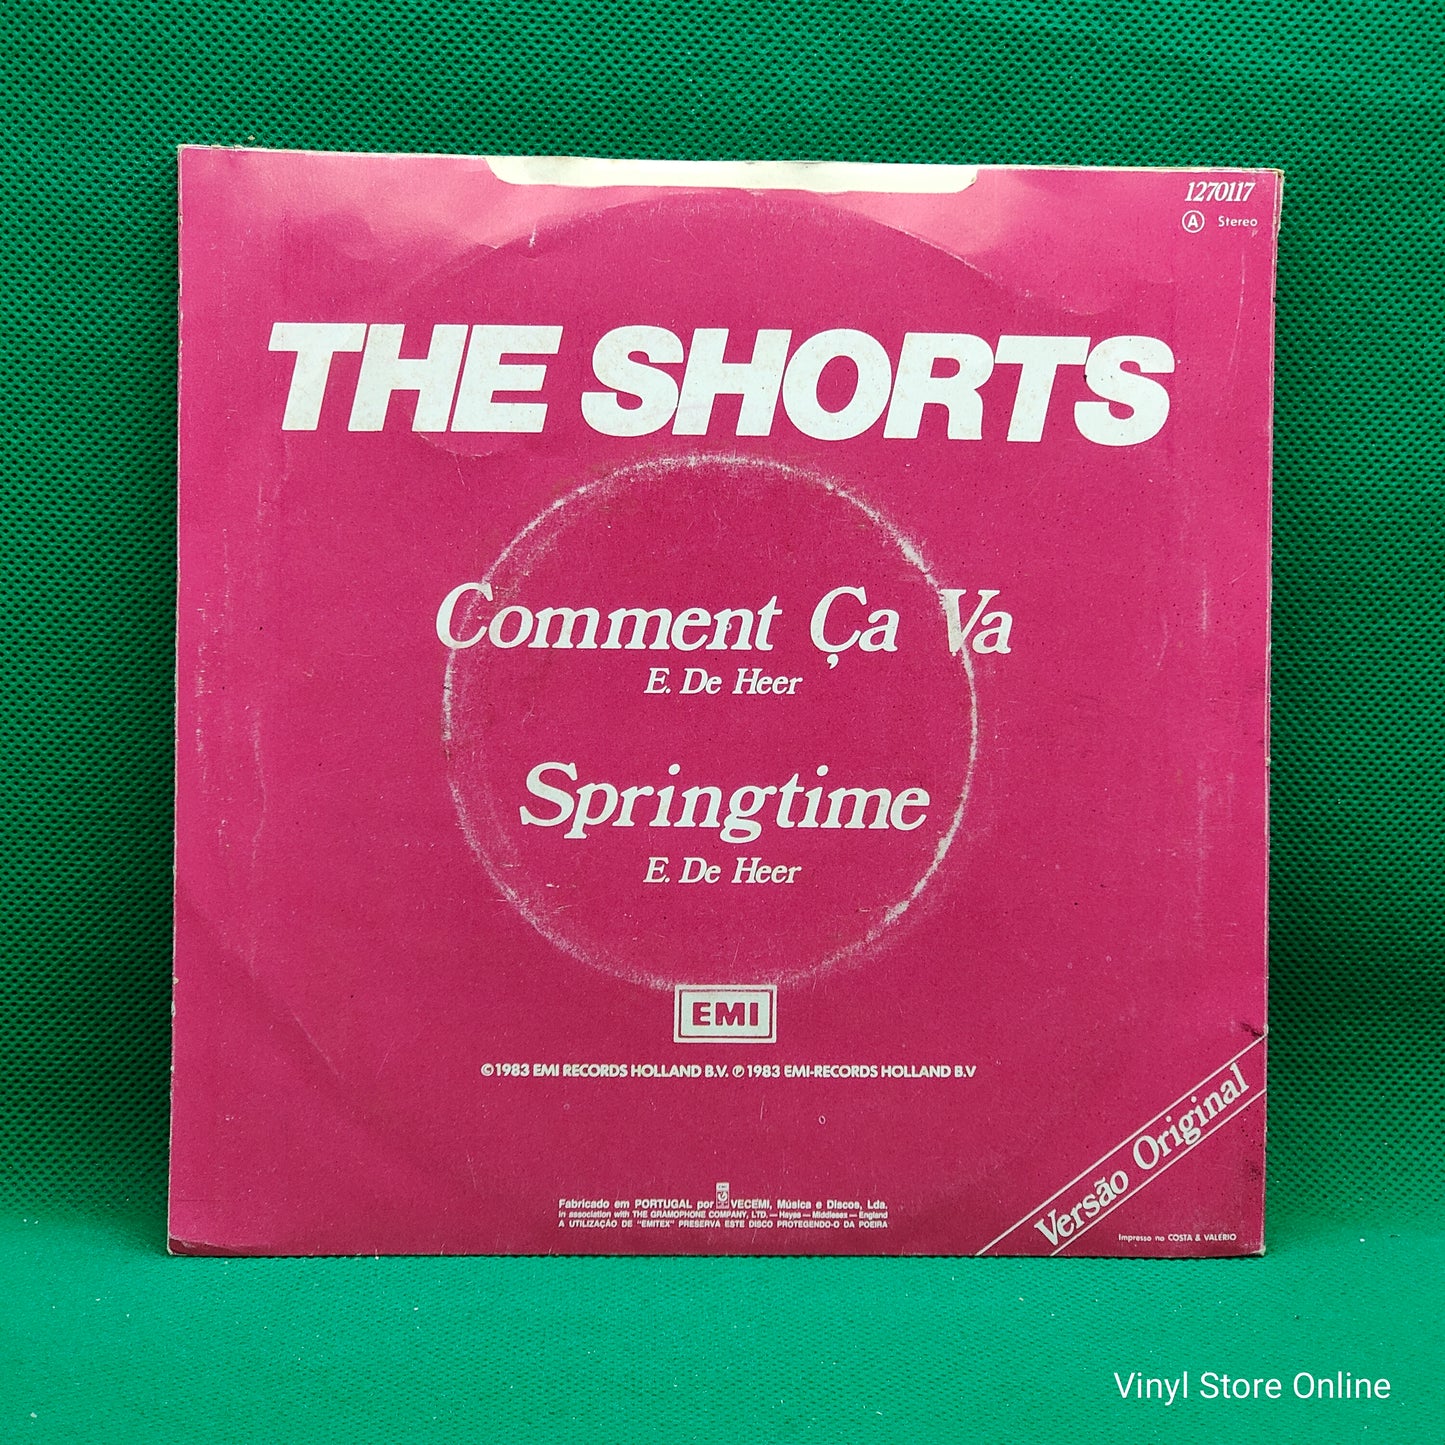 1270117
A Stereo
THE SHORTS
Comment Ça Va
E. De Heer
Springtime
E. De Heer
EMI
©1983 EMI RECORDS HOLLAND B.V. ℗ 1983 EMI-RECORDS HOLLAND B.V
Versão Original
Fabricado em PORTUGAL por VECEMI, Música e Discos, Lda.
in association with THE GRAMOPHONE COMPANY, LTD. — Hayes — Middlesex — England
A UTILIZAÇÃO DE "EMITEX" PRESERVA ESTE DISCO PROTEGENDO-O DA POEIRA
Impresso no COSTA & VALERIO
Vinyl Store Online